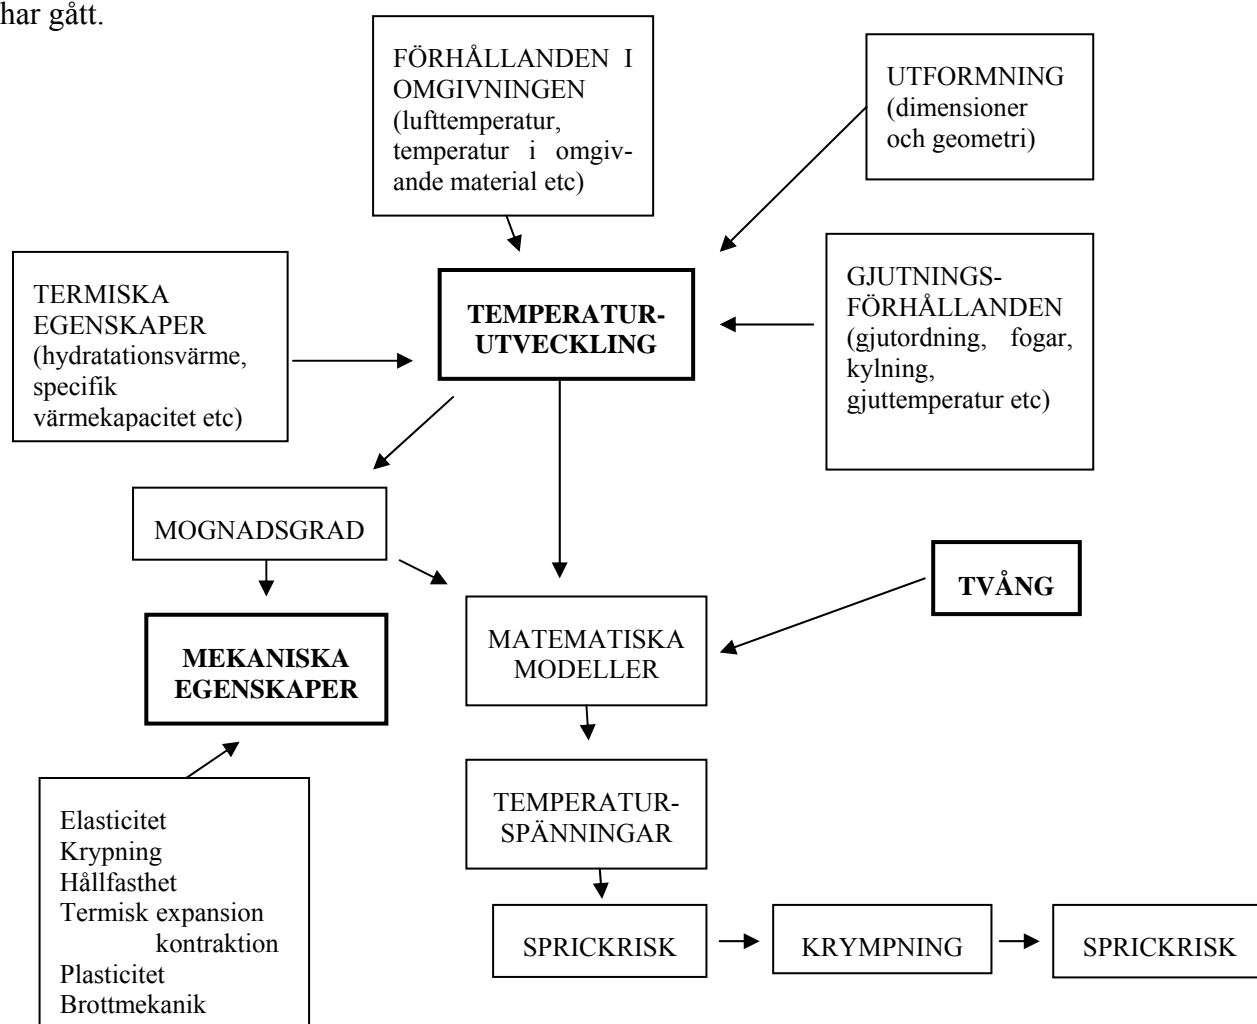 har gått.
FÖRHÅLLANDEN I
OMGIVNINGEN
(lufttemperatur,
temperatur i omgiv-
ande material etc)
UTFORMNING
(dimensioner
och geometri)
TERMISKA
EGENSKAPER
(hydratationsvärme,
specifik
värmekapacitet etc)
TEMPERATUR-
UTVECKLING
GJUTNINGS-
FÖRHÅLLANDEN
(gjutordning, fogar,
kylning,
gjuttemperatur etc)
MOGNADSGRAD
TVÅNG
MEKANISKA
EGENSKAPER
MATEMATISKA
MODELLER
TEMPERATUR-
SPÄNNINGAR
Elasticitet
Krypning
Hållfasthet
Termisk expansion
kontraktion
Plasticitet
Brottmekanik
SPRICKRISK
KRYMPNING
SPRICKRISK